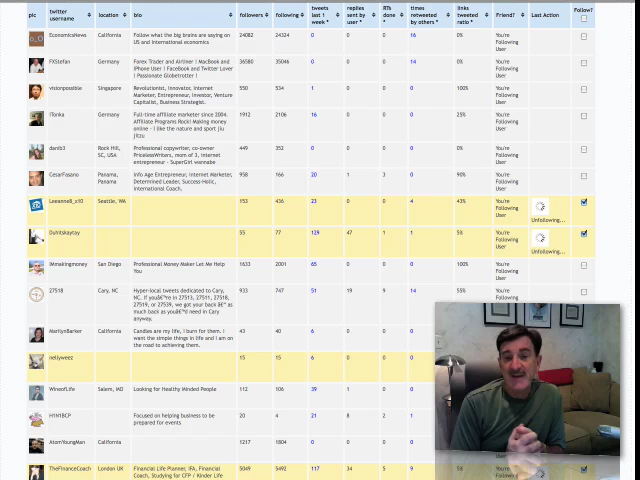 pic twitter username location bio followers following tweets last 1 week * replies sent by user * RTs done * times retweeted by others * links tweeted ratio * Friend? Last Action Follow?
EconomicsNews California Follow what the big brains are saying on US and international economics 24082 24324 0 0 0 16 0% You're Following User
FXStefan Germany Forex Trader and Airliner ! MacBook and iPhone User ! FaceBook and Twitter Lover ! Passionate Globetrotter ! 36580 35046 0 0 0 14 0% You're Following User
visionpossible Singapore Revolutionist, Innovator, Internet Marketer, Entrepreneur, Investor, Venture Capitalist, Business Strategist. 550 534 1 0 0 0 100% You're Following User
iTonka Germany Full-time affiliate marketer since 2004. Affiliate Programs Rock! Making money online - I like the nature and sport (Jiu Jitzu 1912 2106 16 0 0 0 25% You're Following User
danib3 Rock Hill, SC, USA Professional copywriter, co-owner PricelessWriters, mom of 3, internet entrepreneur - SuperGirl wannabe 449 352 0 0 0 0 0% You're Following User
CesarFasano Panama, Panama Info Age Entrepreneur, Internet Marketer, Determined Leader, Success-Holic, International Coach. 958 166 20 1 3 0 90% You're Following User
Leeanne8_x10 Seattle, WA 153 436 23 0 0 4 43% You're Following User Unfollowing...
Duhitskaytay 55 77 129 47 1 1 5% You're Following User Unfollowing...
iMmakingmoney San Diego Professional Money Maker Let Me Help You 1633 2001 65 0 0 0 100% You're Following User
27518 Cary, NC Hyper-local tweets dedicated to Cary, NC. If youâ€™re in 27513, 27511, 27518, 27519, or 27539, we got your back â€" as much back as youâ€™d need in Cary anyway. 933 747 51 19 9 14 55% You're Following User
MarilynBarker California Candles are my life, I burn for them. I want the simple things in life and I am on the road to achieving them. 43 40 6 0 0
nellyweez 15 15 6 0 0
WineofLife Salem, MO Looking for Healthy Minded People 112 106 39 1 0
H1N1BCP Focused on helping business to be prepared for events 20 4 21 8 2 1
AtomYoungMan California 1217 1804 0 0 0 0
TheFinanceCoach London UK Financial Life Planner, IFA, Financial Coach, Studying for CFP / Kinder Life 5049 5492 117 34 5 9 5% You're Following